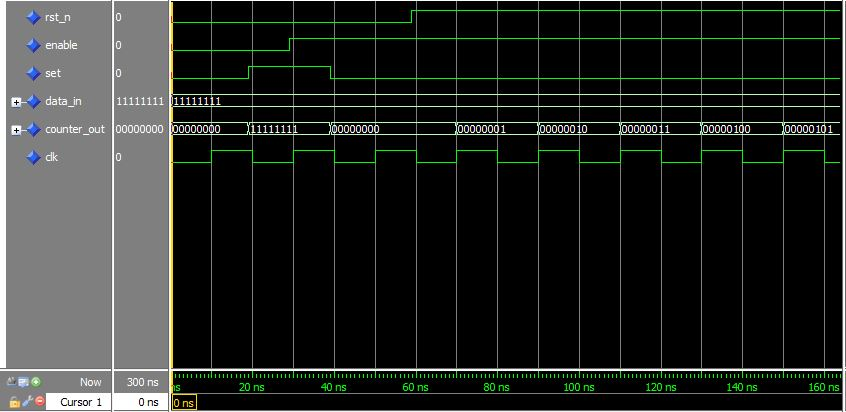 rst_n 0
enable 0
set 0
data_in 11111111 11111111
counter_out 00000000 00000000 11111111 00000000 00000001 00000010 00000011 00000100 00000101
clk 0
Now 300 ns ns 20 ns 40 ns 60 ns 80 ns 100 ns 120 ns 140 ns 160 ns
Cursor 1 0 ns 0 ns